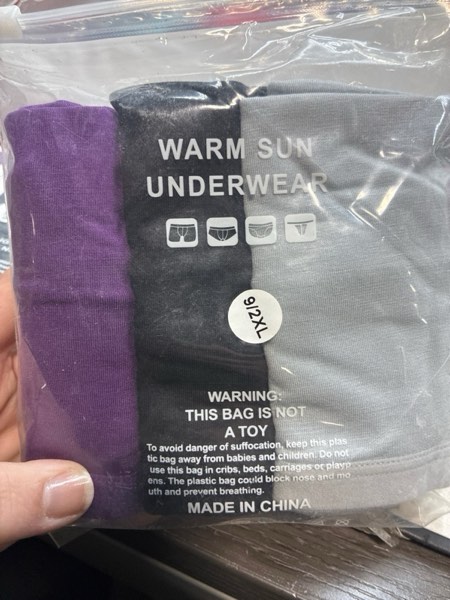 WARM SUN
UNDERWEAR
9/2XL
WARNING:
THIS BAG IS NOT
A TOY
To avoid danger of suffocation, keep this plas
tic bag away from babies and children. Do not
use this bag in cribs, beds, carriages or playp
ens. The plastic bag could block nose and mo
uth and prevent breathing.
MADE IN CHINA